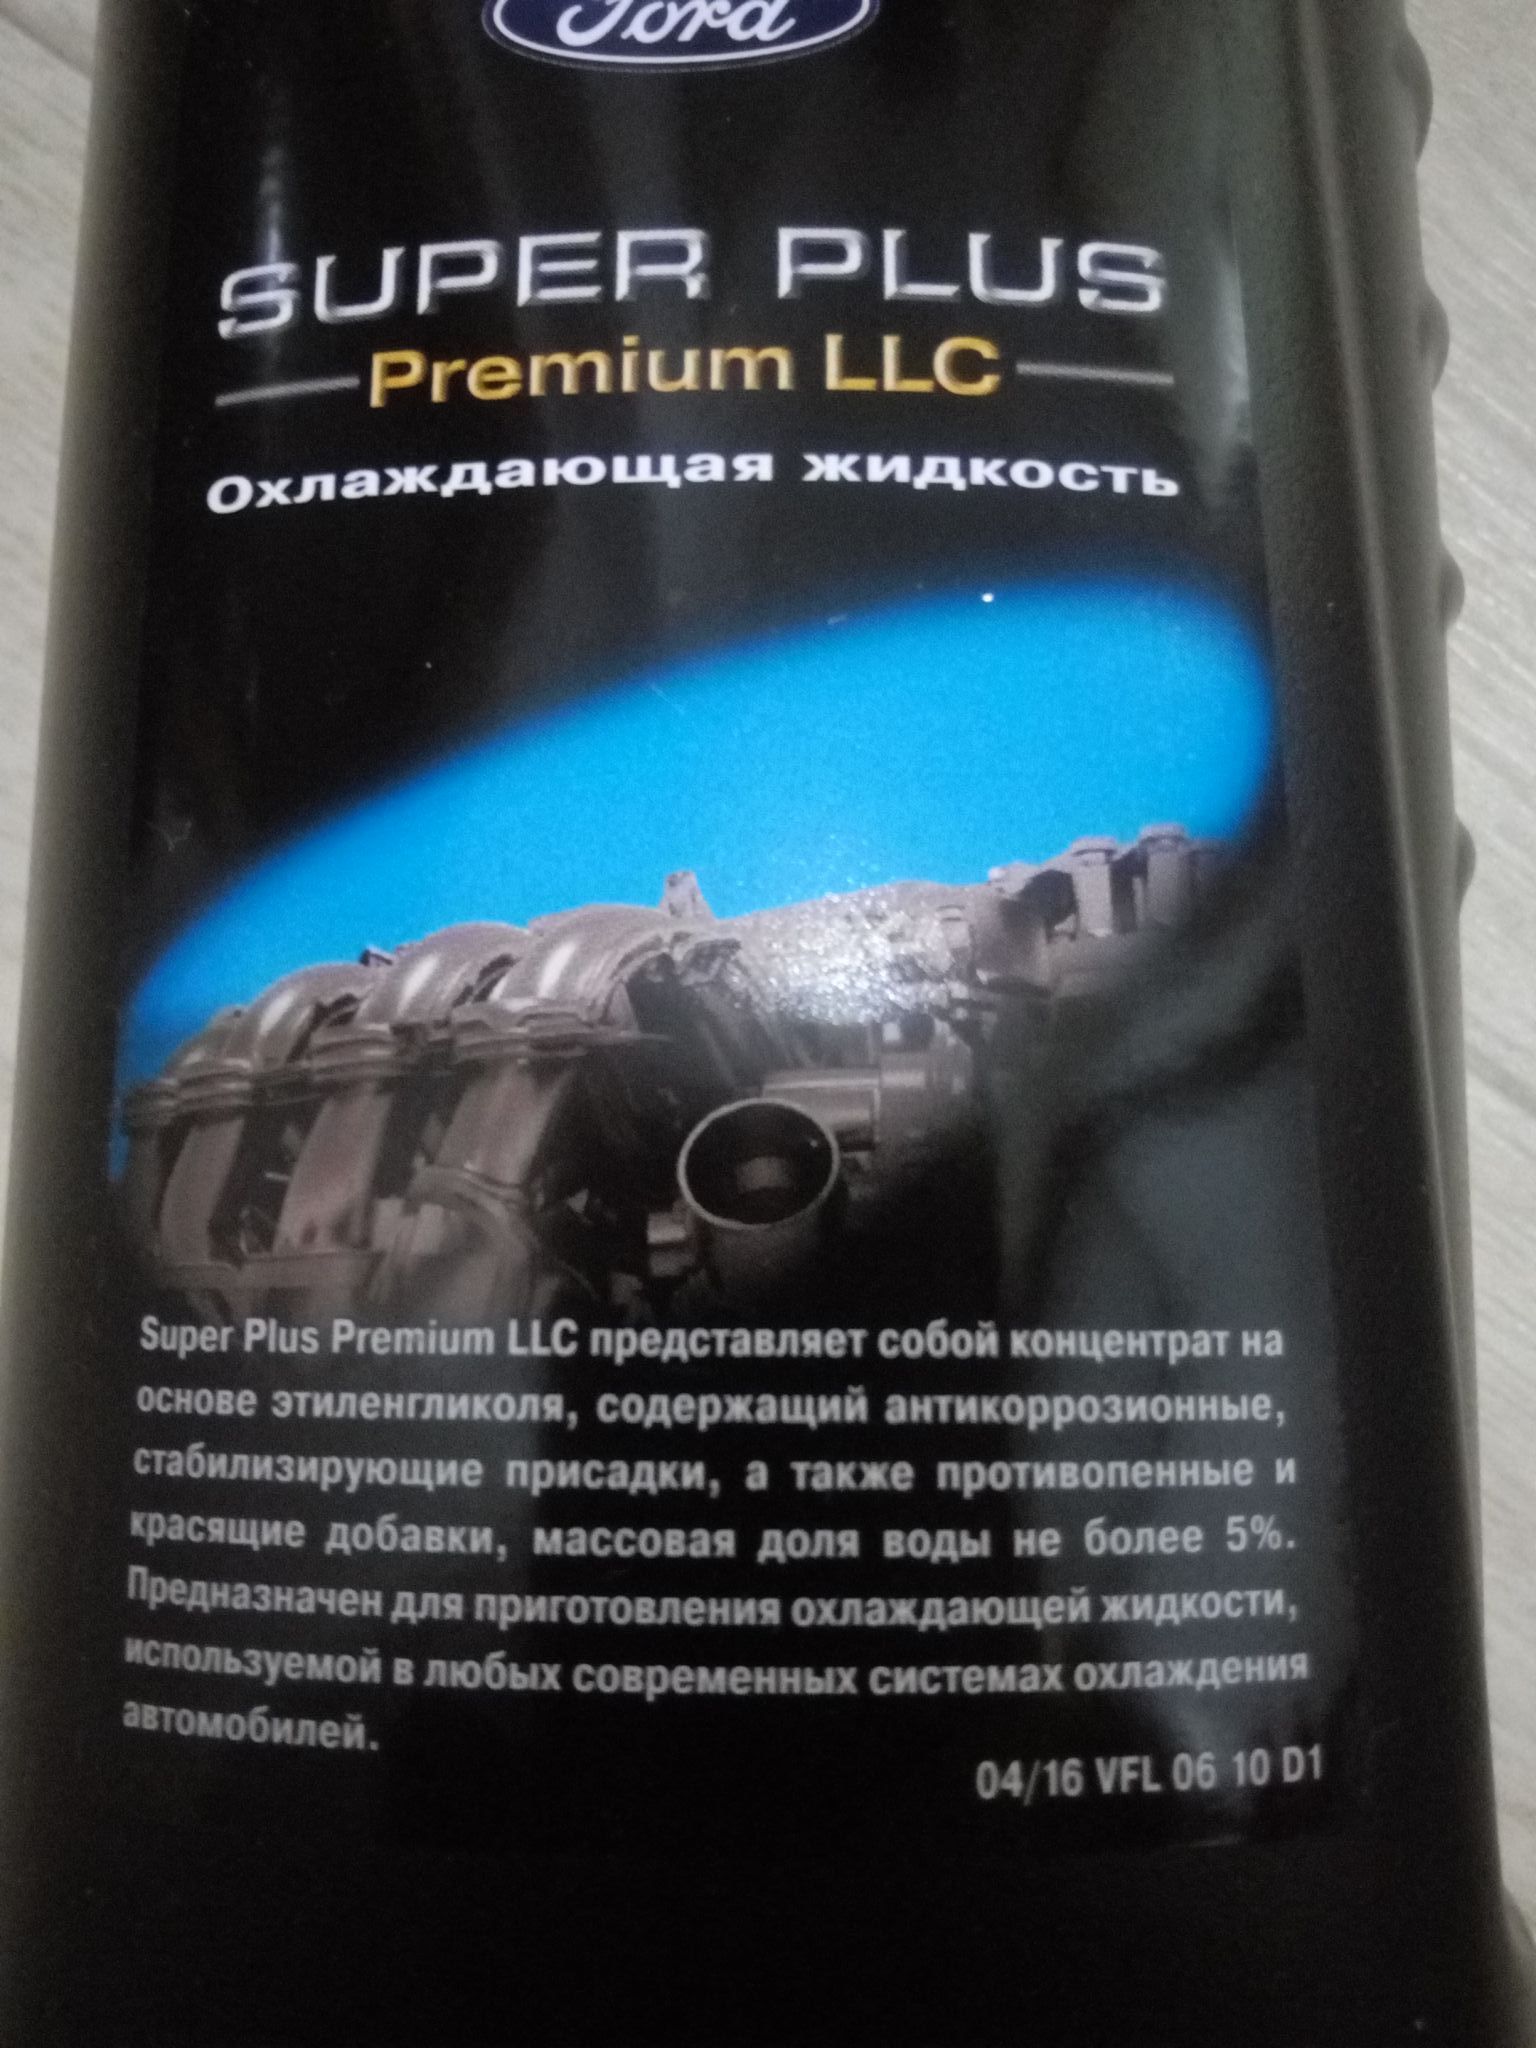 Ford
SUPER PLUS
Premium LLC
Охлаждающая жидкость
Super Plus Premium LLC представляет собой концентрат на
основе этиленгликоля, содержащий антикоррозионные,
стабилизирующие присадки, а также противопенные и
красящие добавки, массовая доля воды не более 5%.
Предназначен для приготовления охлаждающей жидкости,
используемой в любых современных системах охлаждения
автомобилей.
04/16 VFL 06 10 D1